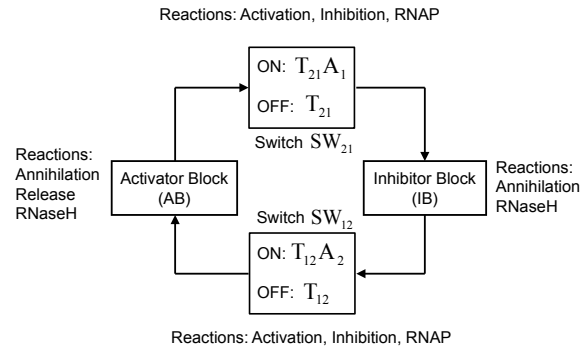 Reactions: Activation, Inhibition, RNAP
ON: T₂₁A₁
OFF: T₂₁
Switch SW₂₁
Reactions:
Annihilation
Release
RNaseH
Activator Block
(AB)
Inhibitor Block
(IB)
Reactions:
Annihilation
RNaseH
Switch SW₁₂
ON: T₁₂A₂
OFF: T₁₂
Reactions: Activation, Inhibition, RNAP